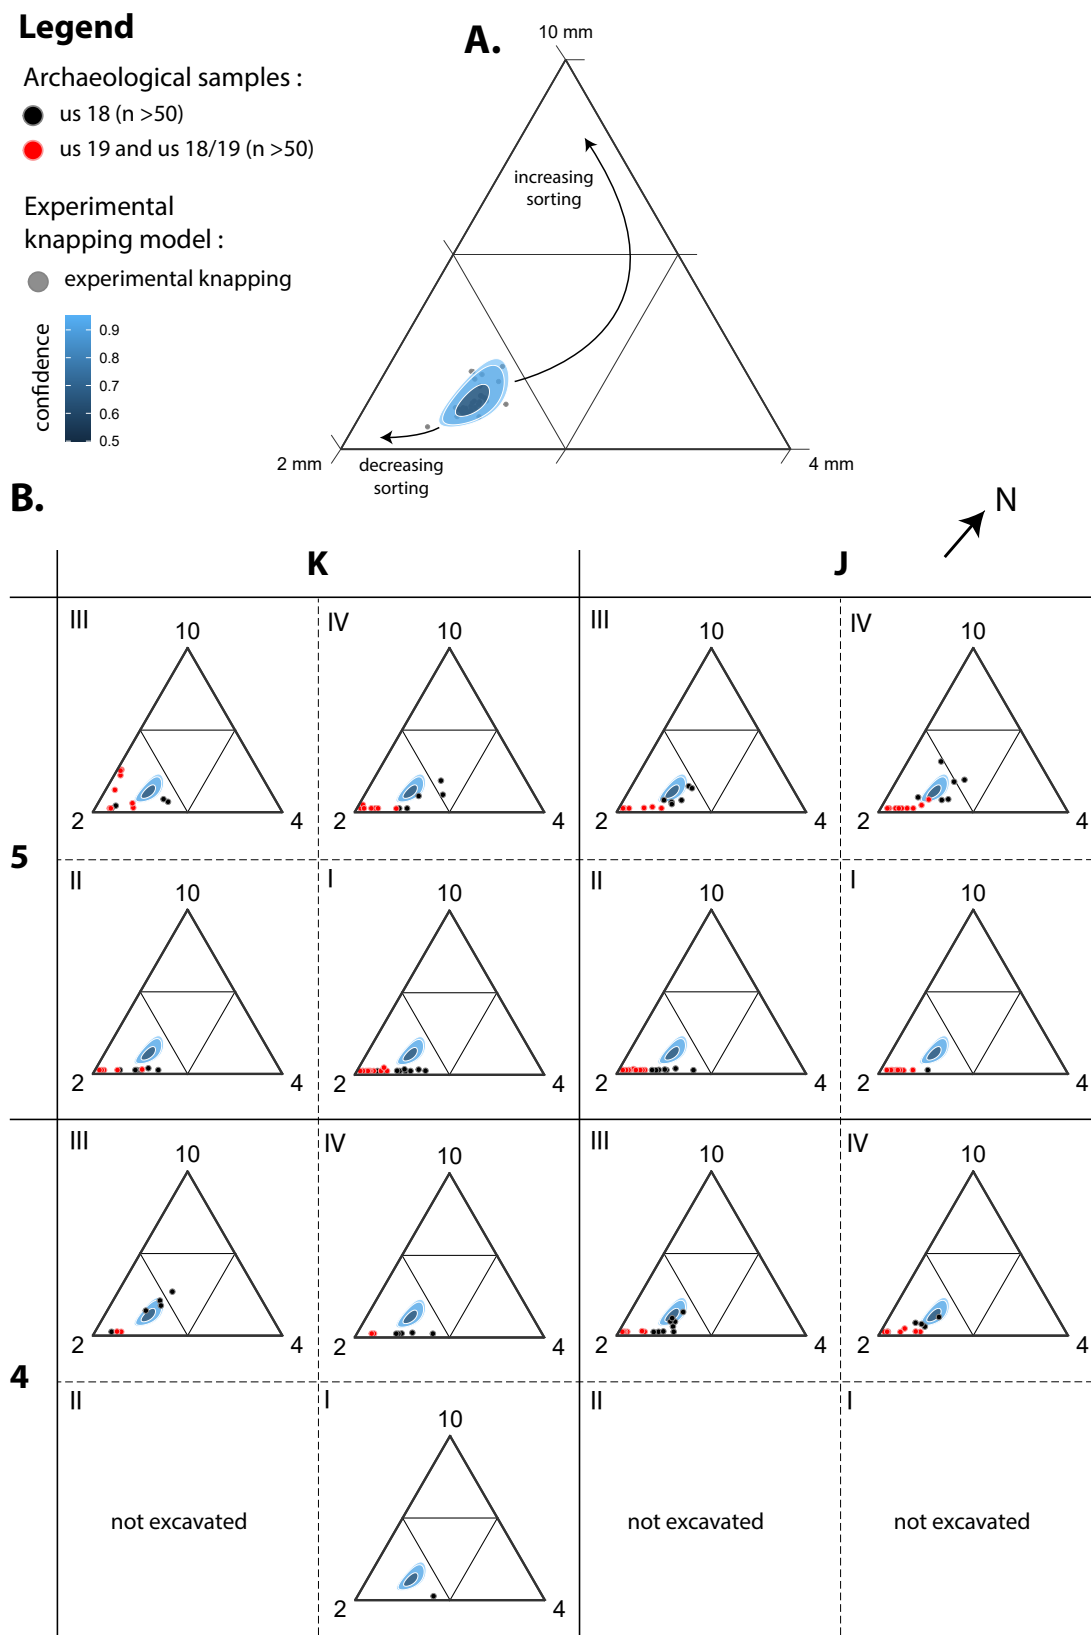 Legend
Archaeological samples :
us 18 (n >50)
us 19 and us 18/19 (n >50)
Experimental
knapping model :
experimental knapping
confidence
0.9
0.8
0.7
0.6
0.5
A.
10 mm
increasing
sorting
2 mm
decreasing
sorting
4 mm
B.
N
K
J
5
III
10
2
4
IV
10
2
4
III
10
2
4
IV
10
2
4
II
10
2
4
I
10
2
4
II
10
2
4
I
10
2
4
4
III
10
2
4
IV
10
2
4
III
10
2
4
IV
10
2
4
II
not excavated
I
10
2
4
II
not excavated
I
not excavated